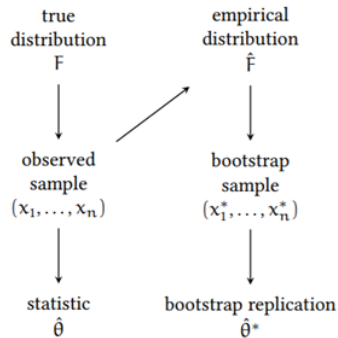 true
distribution
F
empirical
distribution
F̂
observed
sample
(x₁, . . . , xₙ)
bootstrap
sample
(x₁*, . . . , xₙ*)
statistic
θ̂
bootstrap replication
θ̂*